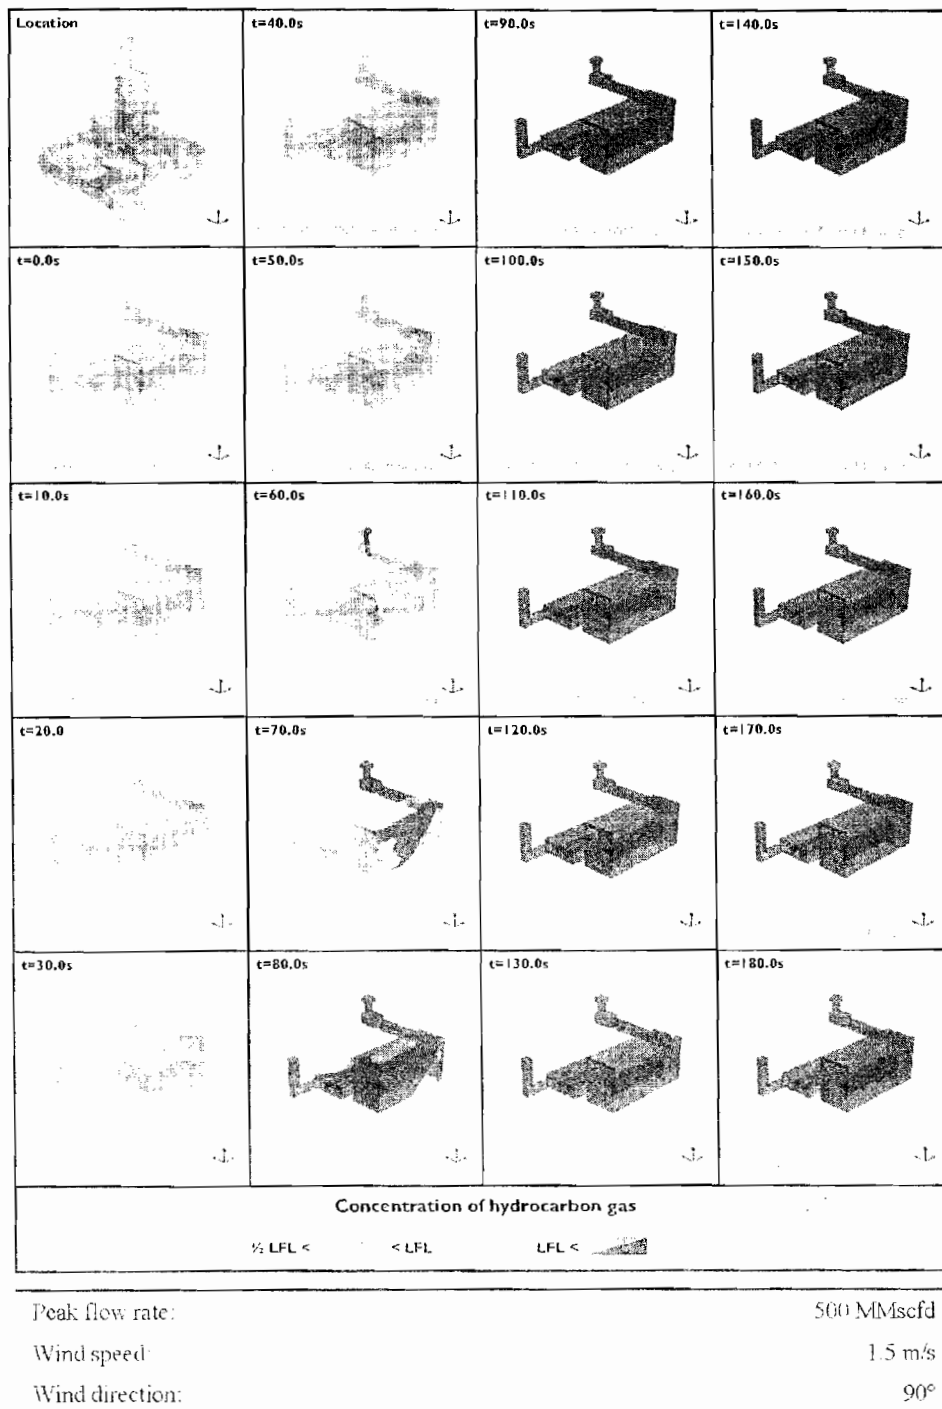 Location
t=40.0s
t=90.0s
t=140.0s
t=0.0s
t=50.0s
t=100.0s
t=150.0s
t=10.0s
t=60.0s
t=110.0s
t=160.0s
t=20.0
t=70.0s
t=120.0s
t=170.0s
t=30.0s
t=80.0s
t=130.0s
t=180.0s
Concentration of hydrocarbon gas
½ LFL < < LFL LFL <
Peak flow rate: 500 MMscfd
Wind speed: 1.5 m/s
Wind direction: 90°